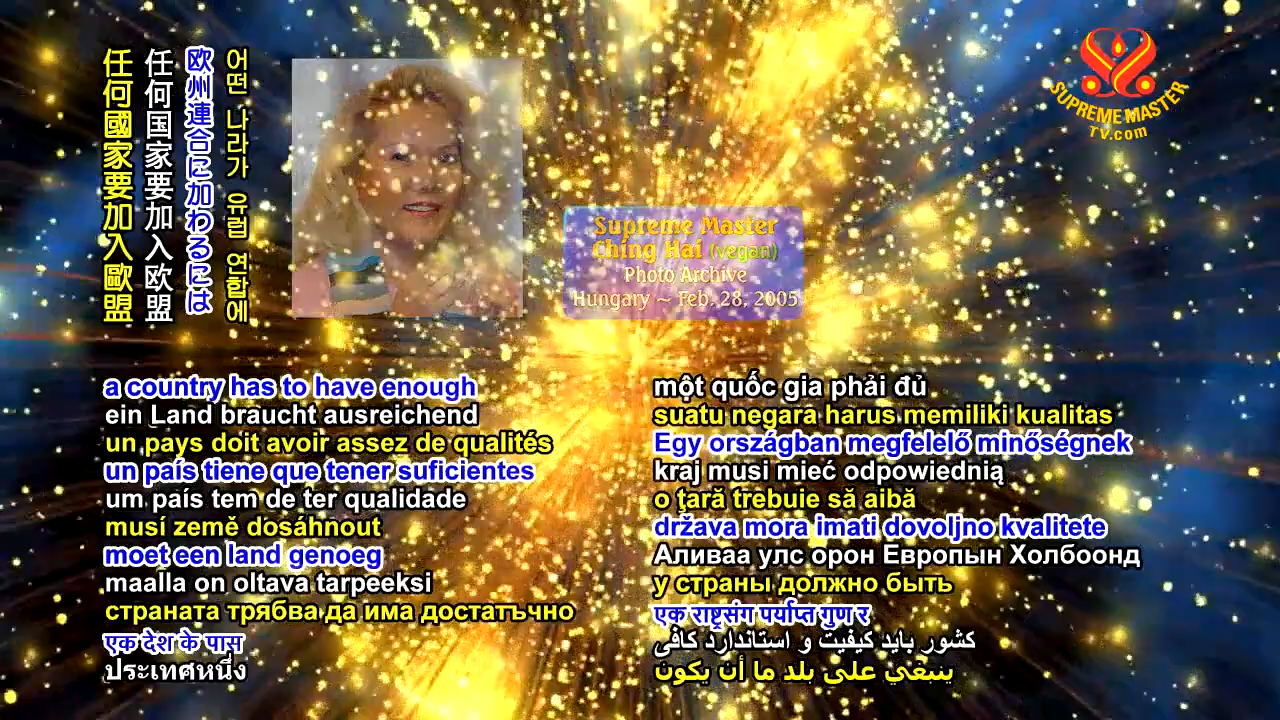 任何國家要加入歐盟
任何国家要加入欧盟
欧州連合に加わるには
어떤 나라가 유럽 연합에
SUPREME MASTER
TV.com
Supreme Master
Ching Hai (vegan)
Photo Archive
Hungary ~ Feb. 28, 2005
a country has to have enough
ein Land braucht ausreichend
un pays doit avoir assez de qualités
un país tiene que tener suficientes
um país tem de ter qualidade
musí země dosáhnout
moet een land genoeg
maalla on oltava tarpeeksi
страната трябва да има достатъчно
एक देश के पास
ประเทศหนึ่ง
một quốc gia phải đủ
suatu negara harus memiliki kualitas
Egy országban megfelelő minőségnek
kraj musi mieć odpowiednią
o ţară trebuie să aibă
država mora imati dovoljno kvalitete
Аливаа улс орон Европын Холбоонд
у страны должно быть
एक राष्ट्रसंग पर्याप्त गुण र
کشور باید کیفیت و استاندارد کافی
ينبغي على بلد ما أن يكون